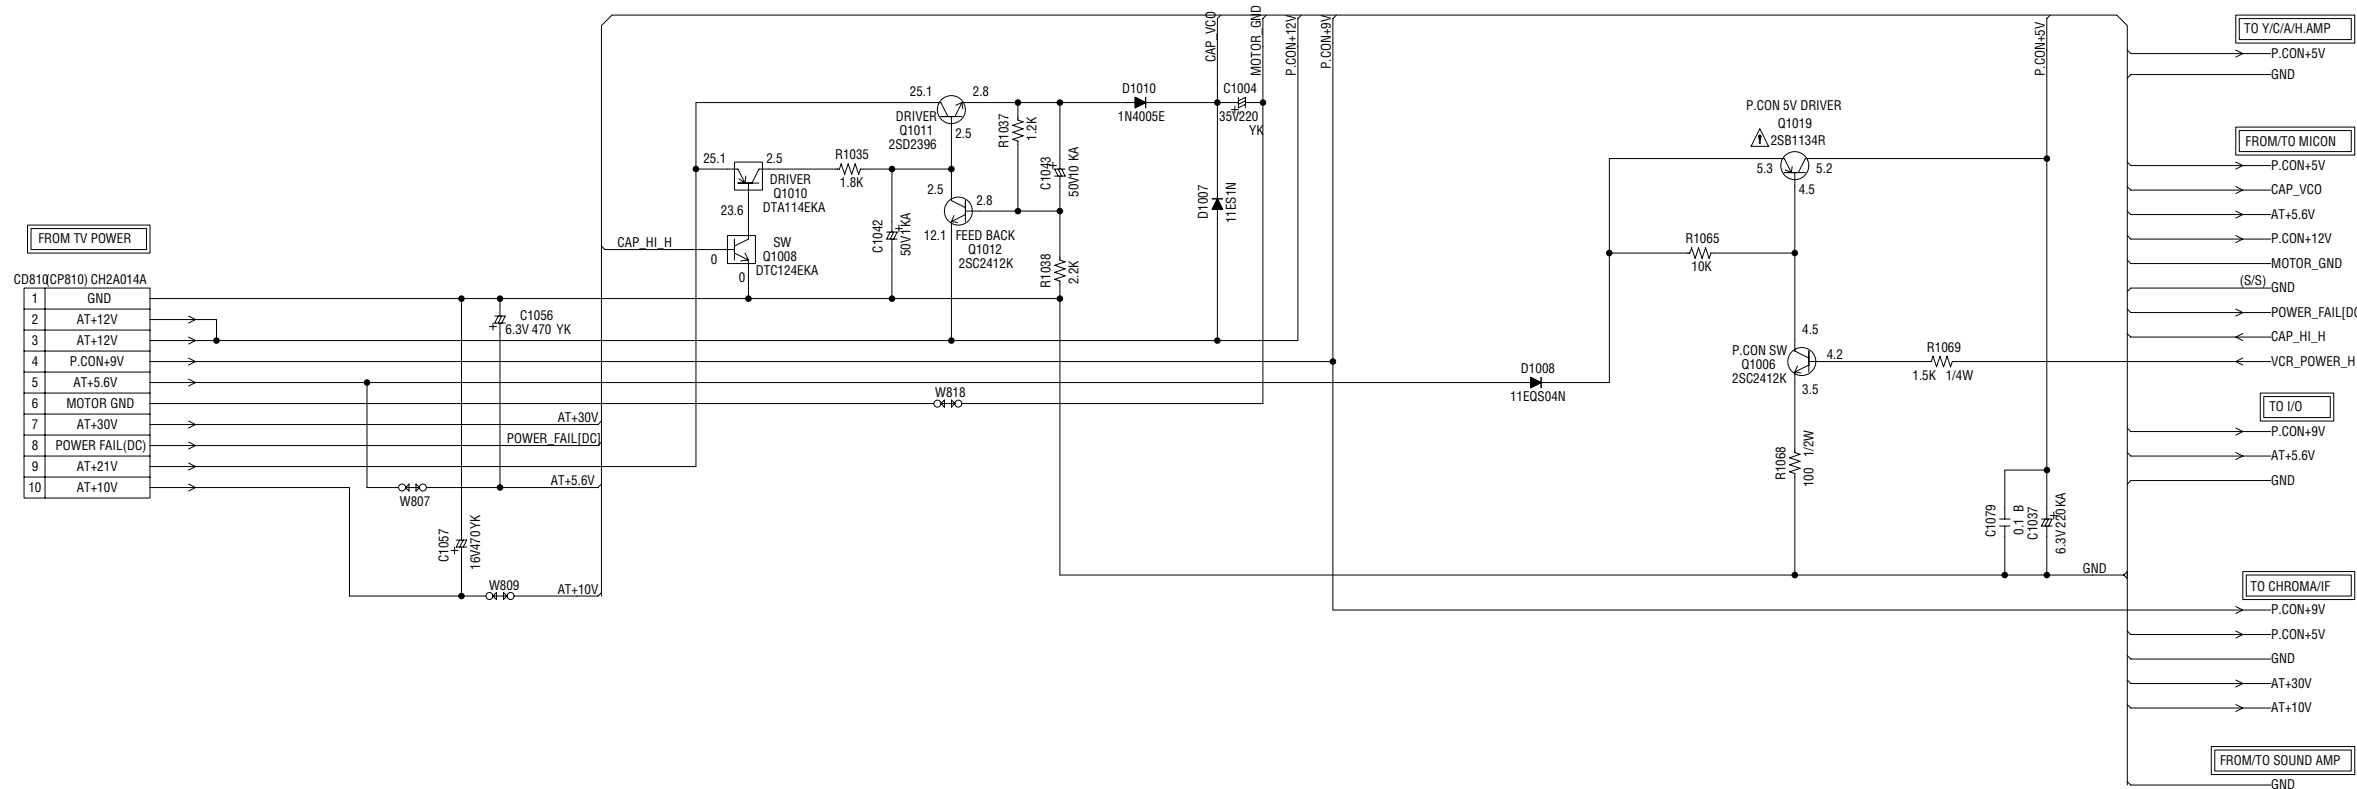 FROM TV POWER
CD810(CP810) CH2A014A
1 GND
2 AT+12V
3 AT+12V
4 P.CON+9V
5 AT+5.6V
6 MOTOR GND
7 AT+30V
8 POWER FAIL(DC)
9 AT+21V
10 AT+10V
C1056
6.3V 470 YK
C1057
16V470YK
W807
W809
AT+30V
POWER_FAIL[DC]
AT+5.6V
AT+10V
CAP_HI_H
25.1
2.5
DRIVER
Q1010
DTA114EKA
23.6
SW
Q1008
DTC124EKA
0
0
R1035
1.8K
25.1
2.8
DRIVER
Q1011
2SD2396
2.5
C1042
50V1KA
2.5
2.8
12.1
FEED BACK
Q1012
2SC2412K
R1037
1.2K
C1043
50V10 KA
R1038
2.2K
D1010
1N4005E
C1004
35V220
YK
D1007
11ES1N
CAP_VCO
MOTOR_GND
P.CON+12V
P.CON+9V
W818
D1008
11EQS04N
P.CON 5V DRIVER
Q1019
2SB1134R
5.3
5.2
4.5
R1065
10K
4.5
P.CON SW
Q1006
2SC2412K
4.2
3.5
R1069
1.5K 1/4W
R1068
100 1/2W
P.CON+5V
C1079
0.1 B
C1037
6.3V220KA
GND
TO Y/C/A/H.AMP
P.CON+5V
GND
FROM/TO MICON
P.CON+5V
CAP_VCO
AT+5.6V
P.CON+12V
MOTOR_GND
(S/S) GND
POWER_FAIL[DC
CAP_HI_H
VCR_POWER_H
TO I/O
P.CON+9V
AT+5.6V
GND
TO CHROMA/IF
P.CON+9V
P.CON+5V
GND
AT+30V
AT+10V
FROM/TO SOUND AMP
GND